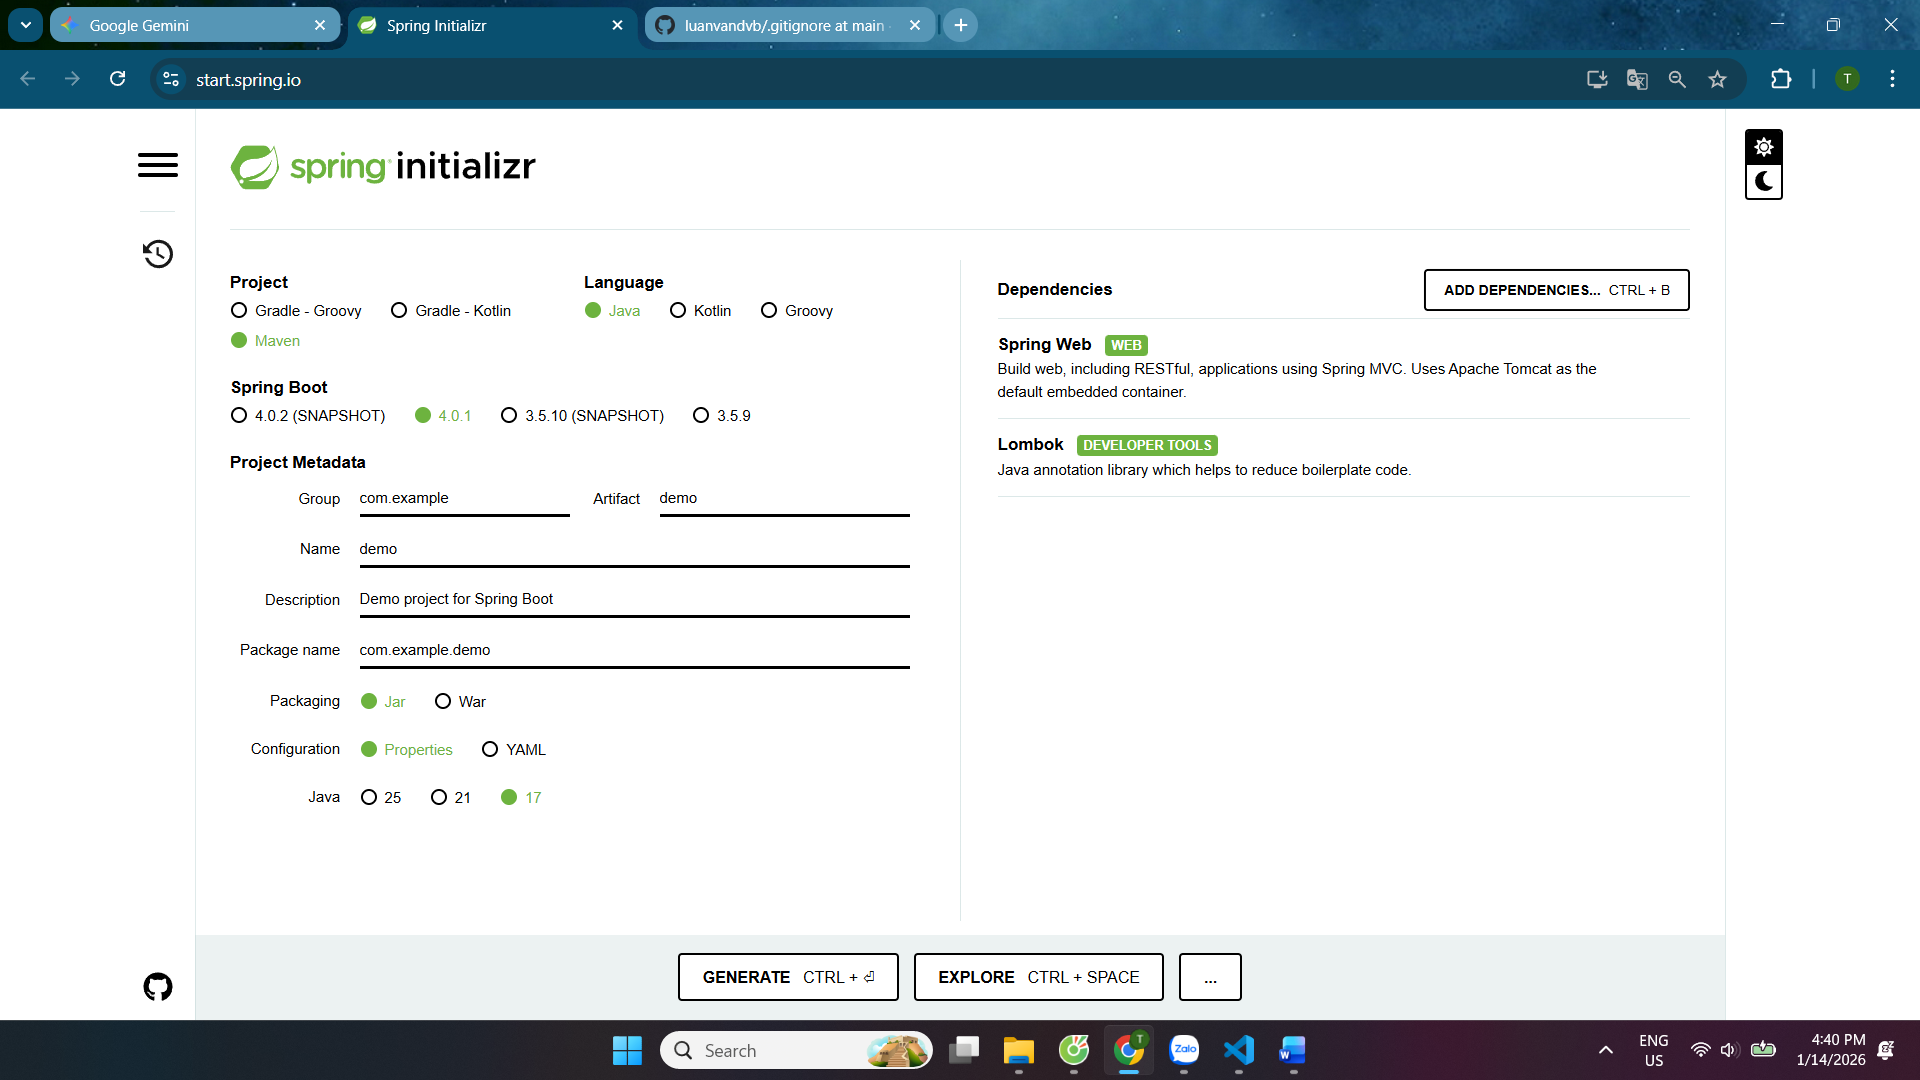 Google Gemini
Spring Initializr
luanvandvb/.gitignore at main
start.spring.io
T
spring initializr
Project
Gradle - Groovy
Gradle - Kotlin
Maven
Language
Java
Kotlin
Groovy
Spring Boot
4.0.2 (SNAPSHOT)
4.0.1
3.5.10 (SNAPSHOT)
3.5.9
Project Metadata
Group com.example
Artifact demo
Name demo
Description Demo project for Spring Boot
Package name com.example.demo
Packaging Jar War
Configuration Properties YAML
Java 25 21 17
Dependencies
ADD DEPENDENCIES... CTRL + B
Spring Web WEB
Build web, including RESTful, applications using Spring MVC. Uses Apache Tomcat as the
default embedded container.
Lombok DEVELOPER TOOLS
Java annotation library which helps to reduce boilerplate code.
GENERATE CTRL + ⏎
EXPLORE CTRL + SPACE
...
Search
T
Zalo
W
ENG
US
4:40 PM
1/14/2026